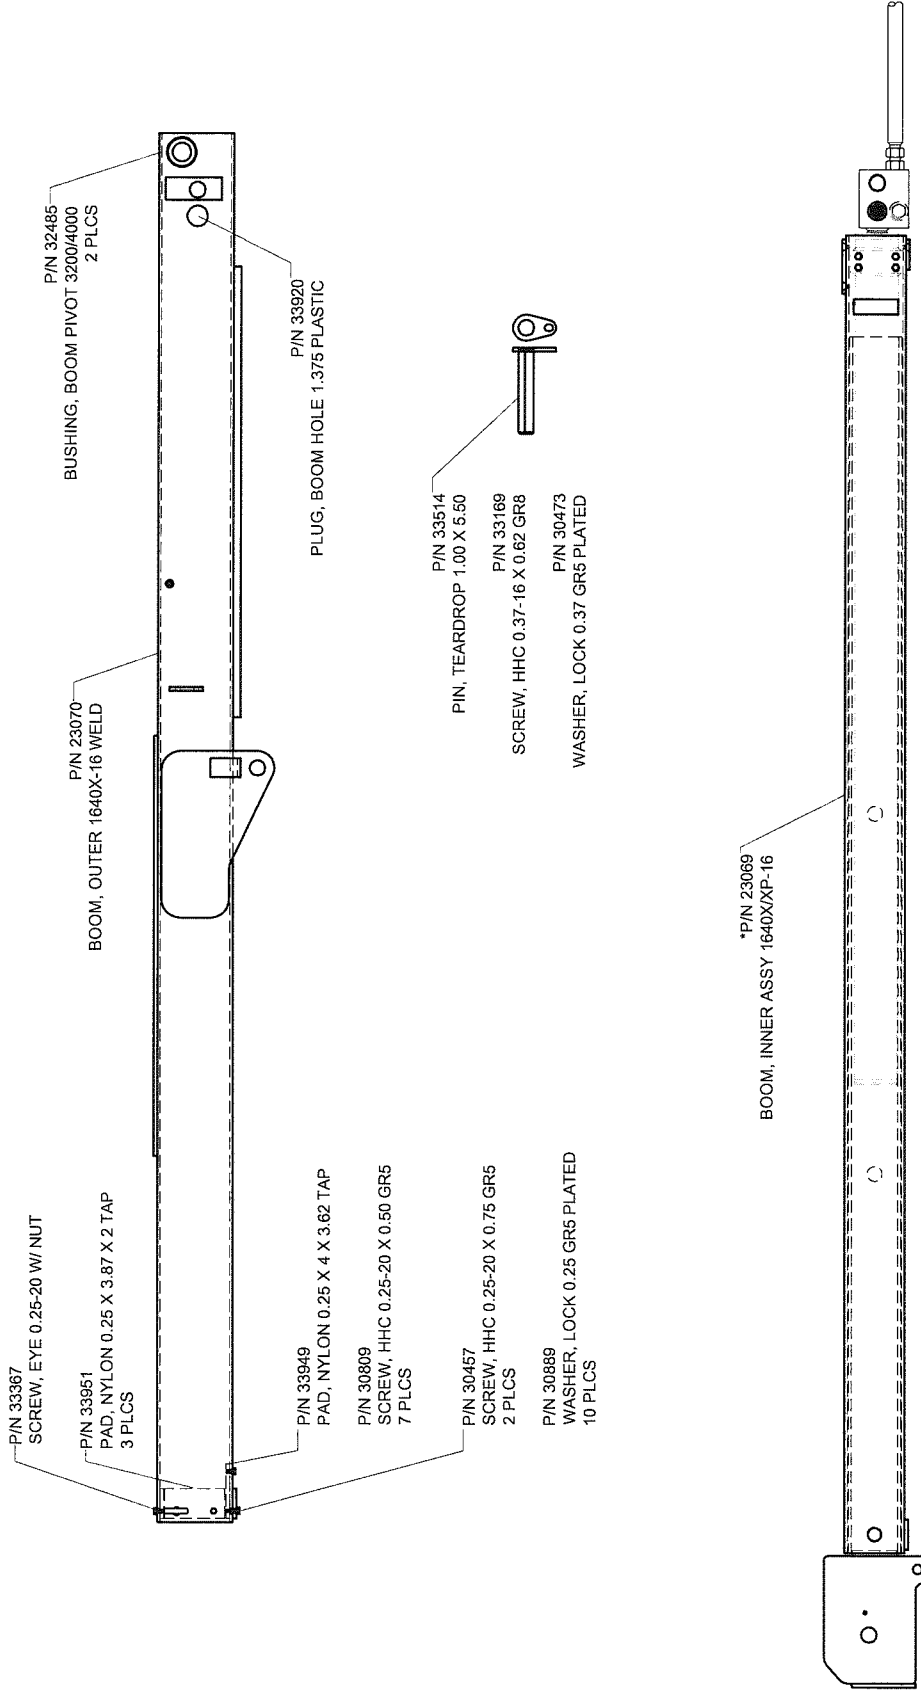 P/N 33367
SCREW, EYE 0.25-20 W/ NUT
P/N 33951
PAD, NYLON 0.25 X 3.87 X 2 TAP
3 PLCS
P/N 23070
BOOM, OUTER 1640X-16 WELD
P/N 32485
BUSHING, BOOM PIVOT 3200/4000
2 PLCS
P/N 33949
PAD, NYLON 0.25 X 4 X 3.62 TAP
P/N 30809
SCREW, HHC 0.25-20 X 0.50 GR5
7 PLCS
P/N 30457
SCREW, HHC 0.25-20 X 0.75 GR5
2 PLCS
P/N 30889
WASHER, LOCK 0.25 GR5 PLATED
10 PLCS
P/N 33920
PLUG, BOOM HOLE 1.375 PLASTIC
P/N 33514
PIN, TEARDROP 1.00 X 5.50
P/N 33169
SCREW, HHC 0.37-16 X 0.62 GR8
P/N 30473
WASHER, LOCK 0.37 GR5 PLATED
*P/N 23069
BOOM, INNER ASSY 1640X/XP-16